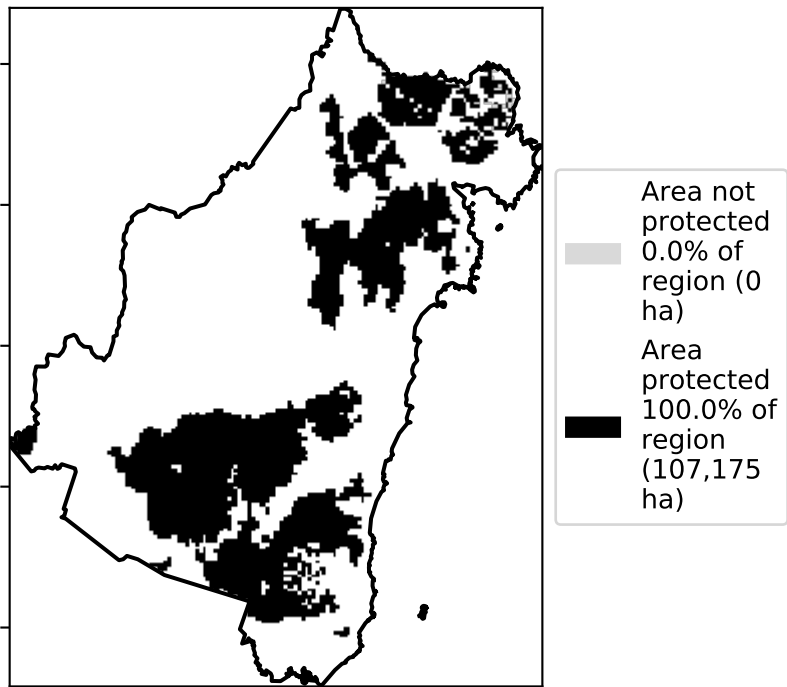 Area not
protected
0.0% of
region (0
ha)
Area
protected
100.0% of
region
(107,175
ha)